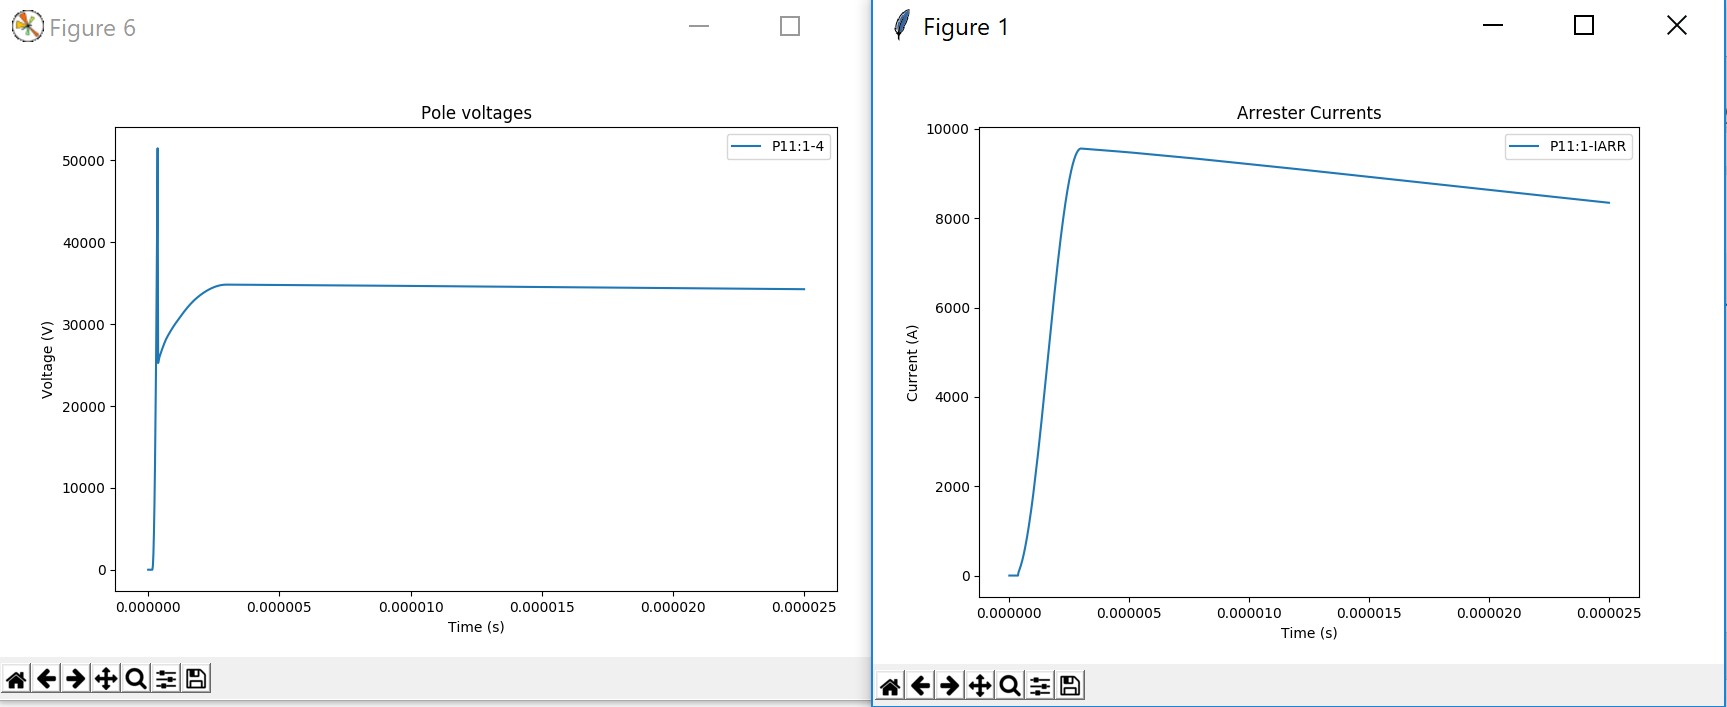 Figure 6
Pole voltages
P11:1-4
50000
40000
30000
20000
10000
0
Voltage (V)
0.000000 0.000005 0.000010 0.000015 0.000020 0.000025
Time (s)
Figure 1
Arrester Currents
P11:1-IARR
10000
8000
6000
4000
2000
0
Current (A)
0.000000 0.000005 0.000010 0.000015 0.000020 0.000025
Time (s)